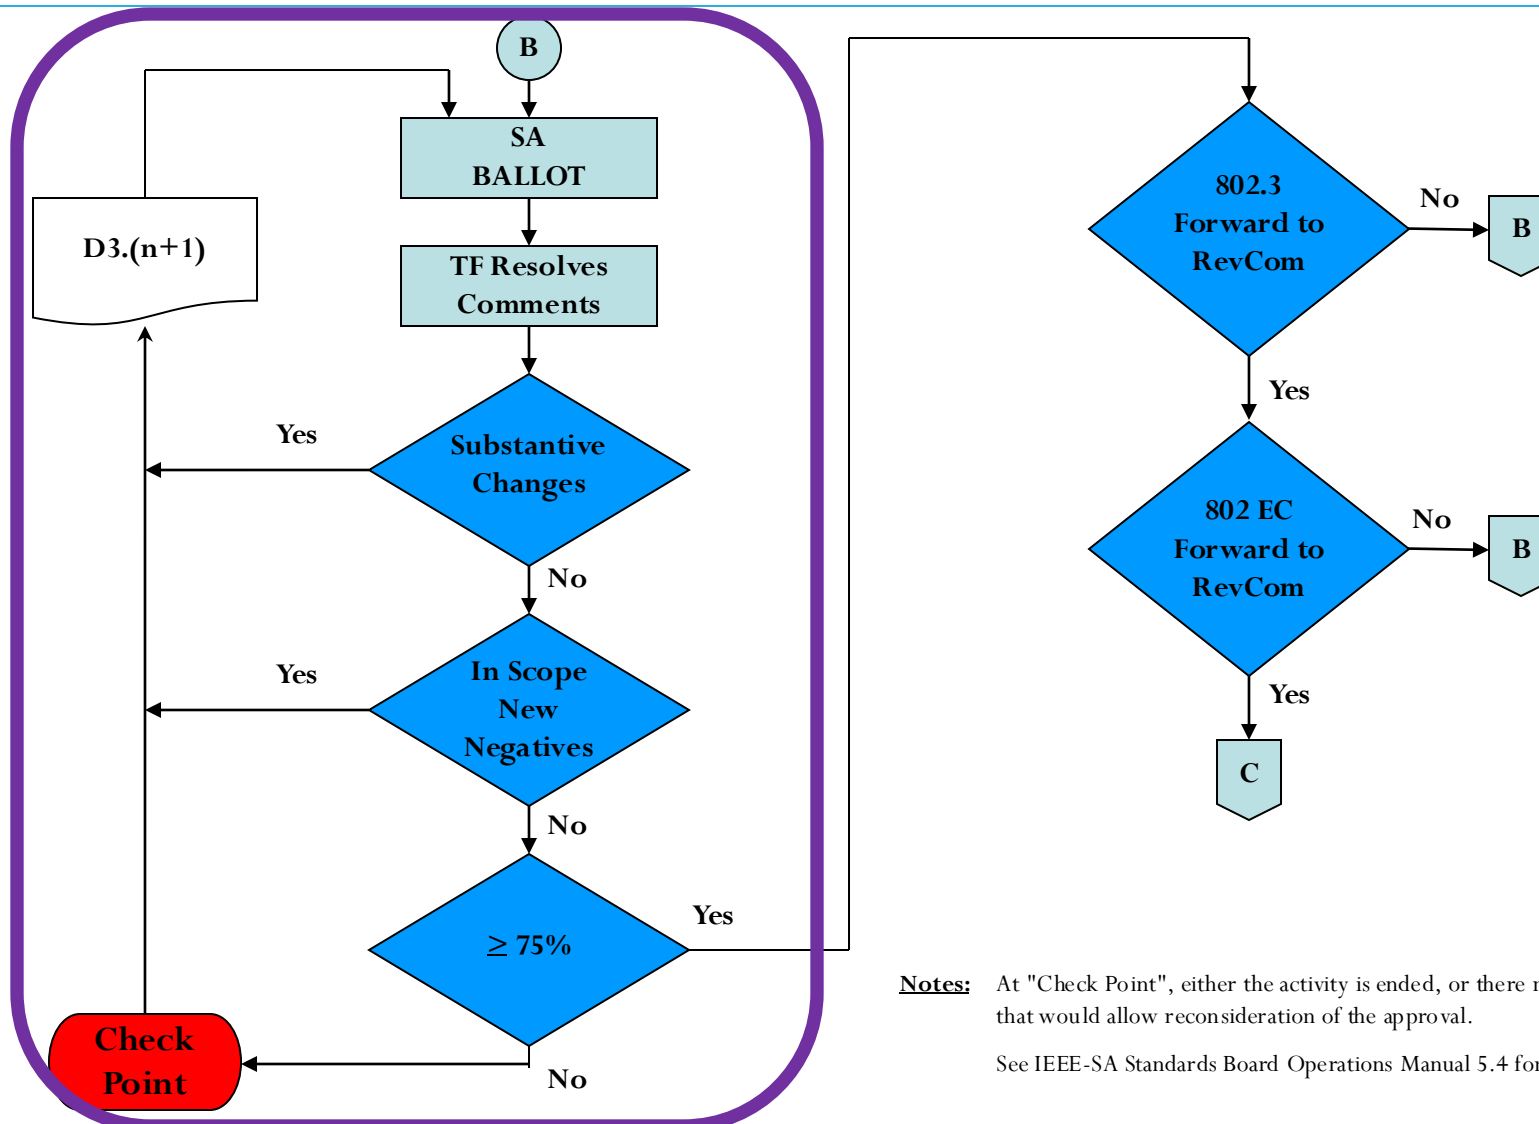 B
SA
BALLOT
D3.(n+1)
TF Resolves
Comments
Yes
Substantive
Changes
No
Yes
In Scope
New
Negatives
No
Yes
≥ 75%
Check
Point
No
802.3
Forward to
RevCom
No
B
Yes
802 EC
Forward to
RevCom
No
B
Yes
C
Notes: At "Check Point", either the activity is ended, or there
that would allow reconsideration of the approval.
See IEEE-SA Standards Board Operations Manual 5.4 for